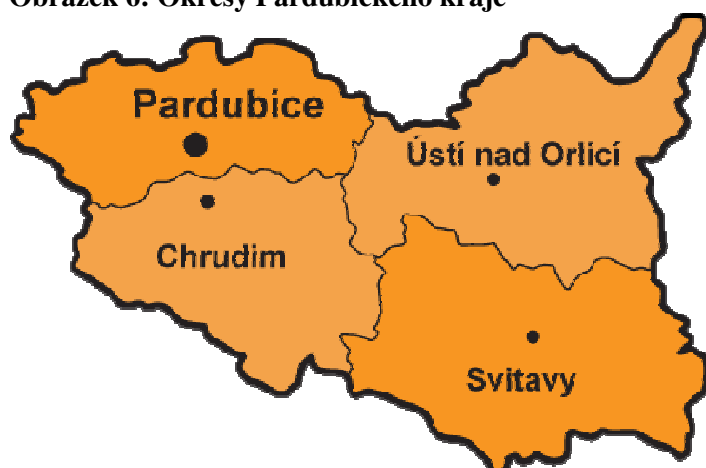 Obrázek 6: Okresy Pardubického kraje
Pardubice
Ústí nad Orlicí
Chrudim
Svitavy